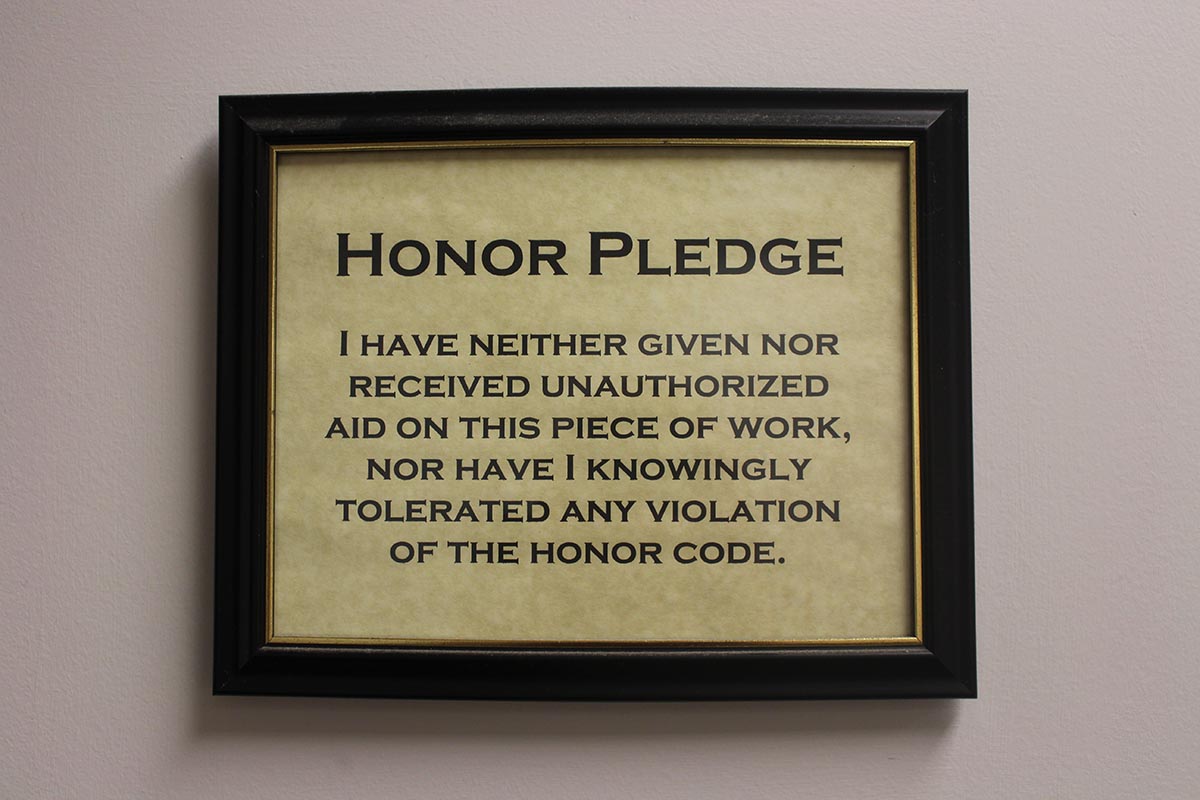 HONOR PLEDGE
I HAVE NEITHER GIVEN NOR
RECEIVED UNAUTHORIZED
AID ON THIS PIECE OF WORK,
NOR HAVE I KNOWINGLY
TOLERATED ANY VIOLATION
OF THE HONOR CODE.